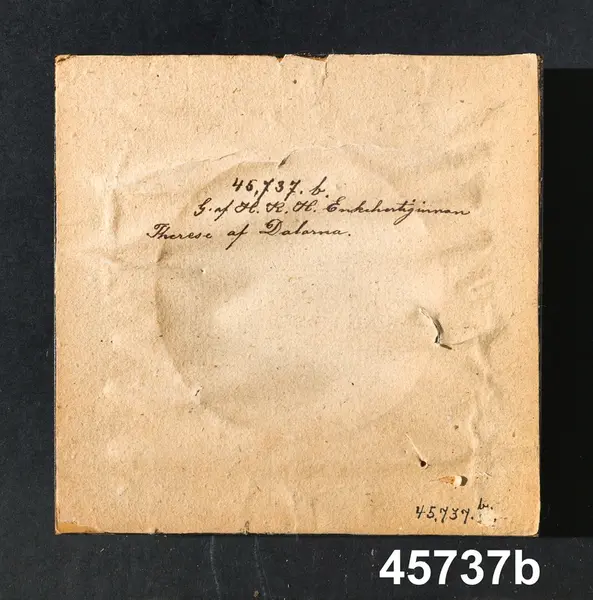 45,737. b.
G. af H. K. H. Enkehertiginnan
Therese af Dalarna.
45,737. b.
45737b